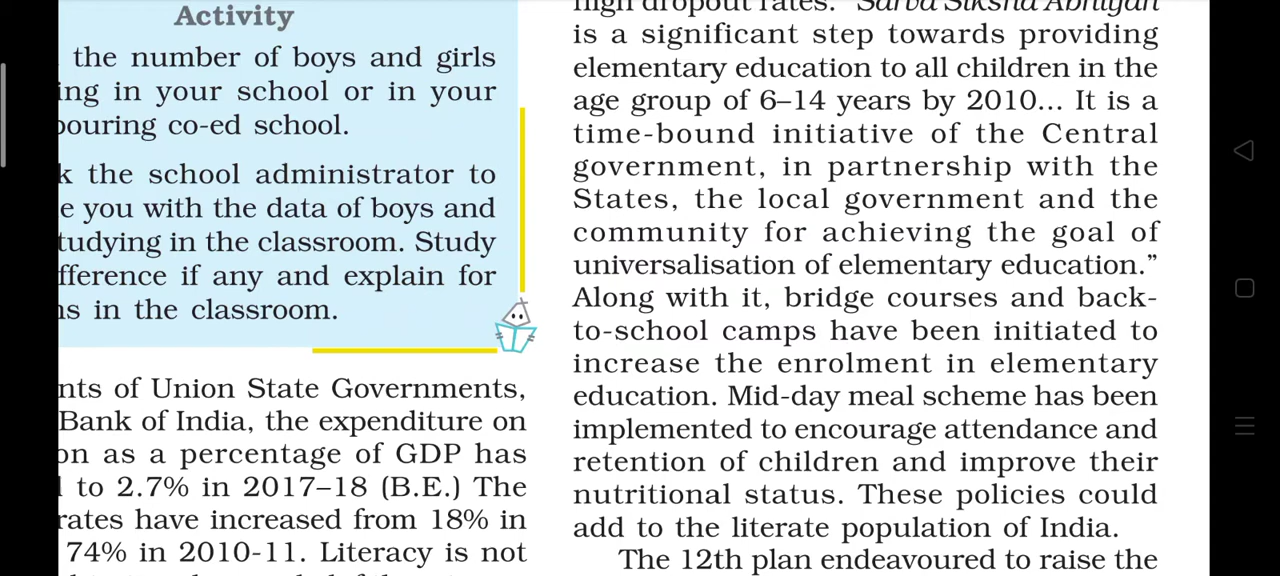 Activity
the number of boys and girls
ing in your school or in your
bouring co-ed school.
k the school administrator to
e you with the data of boys and
tudying in the classroom. Study
fference if any and explain for
ns in the classroom.
nts of Union State Governments,
Bank of India, the expenditure on
on as a percentage of GDP has
to 2.7% in 2017–18 (B.E.) The
rates have increased from 18% in
74% in 2010-11. Literacy is not
high dropout rates. "Sarva Siksha Abhiyan
is a significant step towards providing
elementary education to all children in the
age group of 6–14 years by 2010... It is a
time-bound initiative of the Central
government, in partnership with the
States, the local government and the
community for achieving the goal of
universalisation of elementary education.”
Along with it, bridge courses and back-
to-school camps have been initiated to
increase the enrolment in elementary
education. Mid-day meal scheme has been
implemented to encourage attendance and
retention of children and improve their
nutritional status. These policies could
add to the literate population of India.
The 12th plan endeavoured to raise the